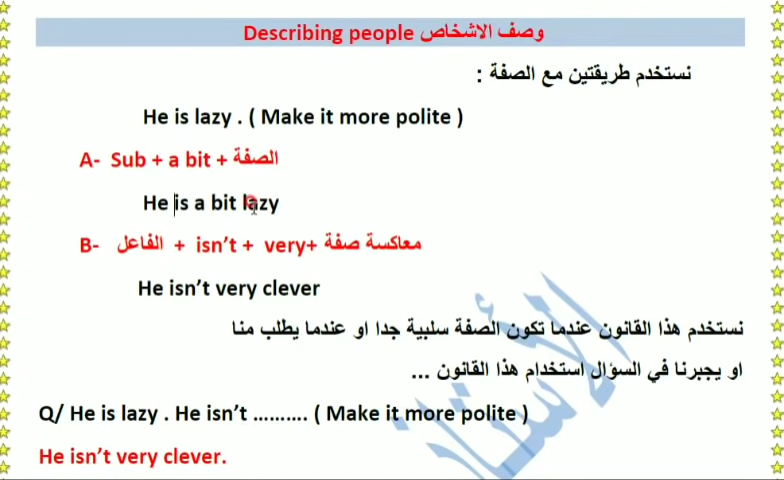 Describing people وصف الاشخاص
نستخدم طريقتين مع الصفة :
He is lazy . ( Make it more polite )
A- Sub + a bit + الصفة
He is a bit lazy
B- الفاعل + isn't + very+ معاكسة صفة
He isn't very clever
نستخدم هذا القانون عندما تكون الصفة سلبية جدا او عندما يطلب منا
او يجبرنا في السؤال استخدام هذا القانون ...
Q/ He is lazy . He isn't .......... ( Make it more polite )
He isn't very clever.
الأستاذ